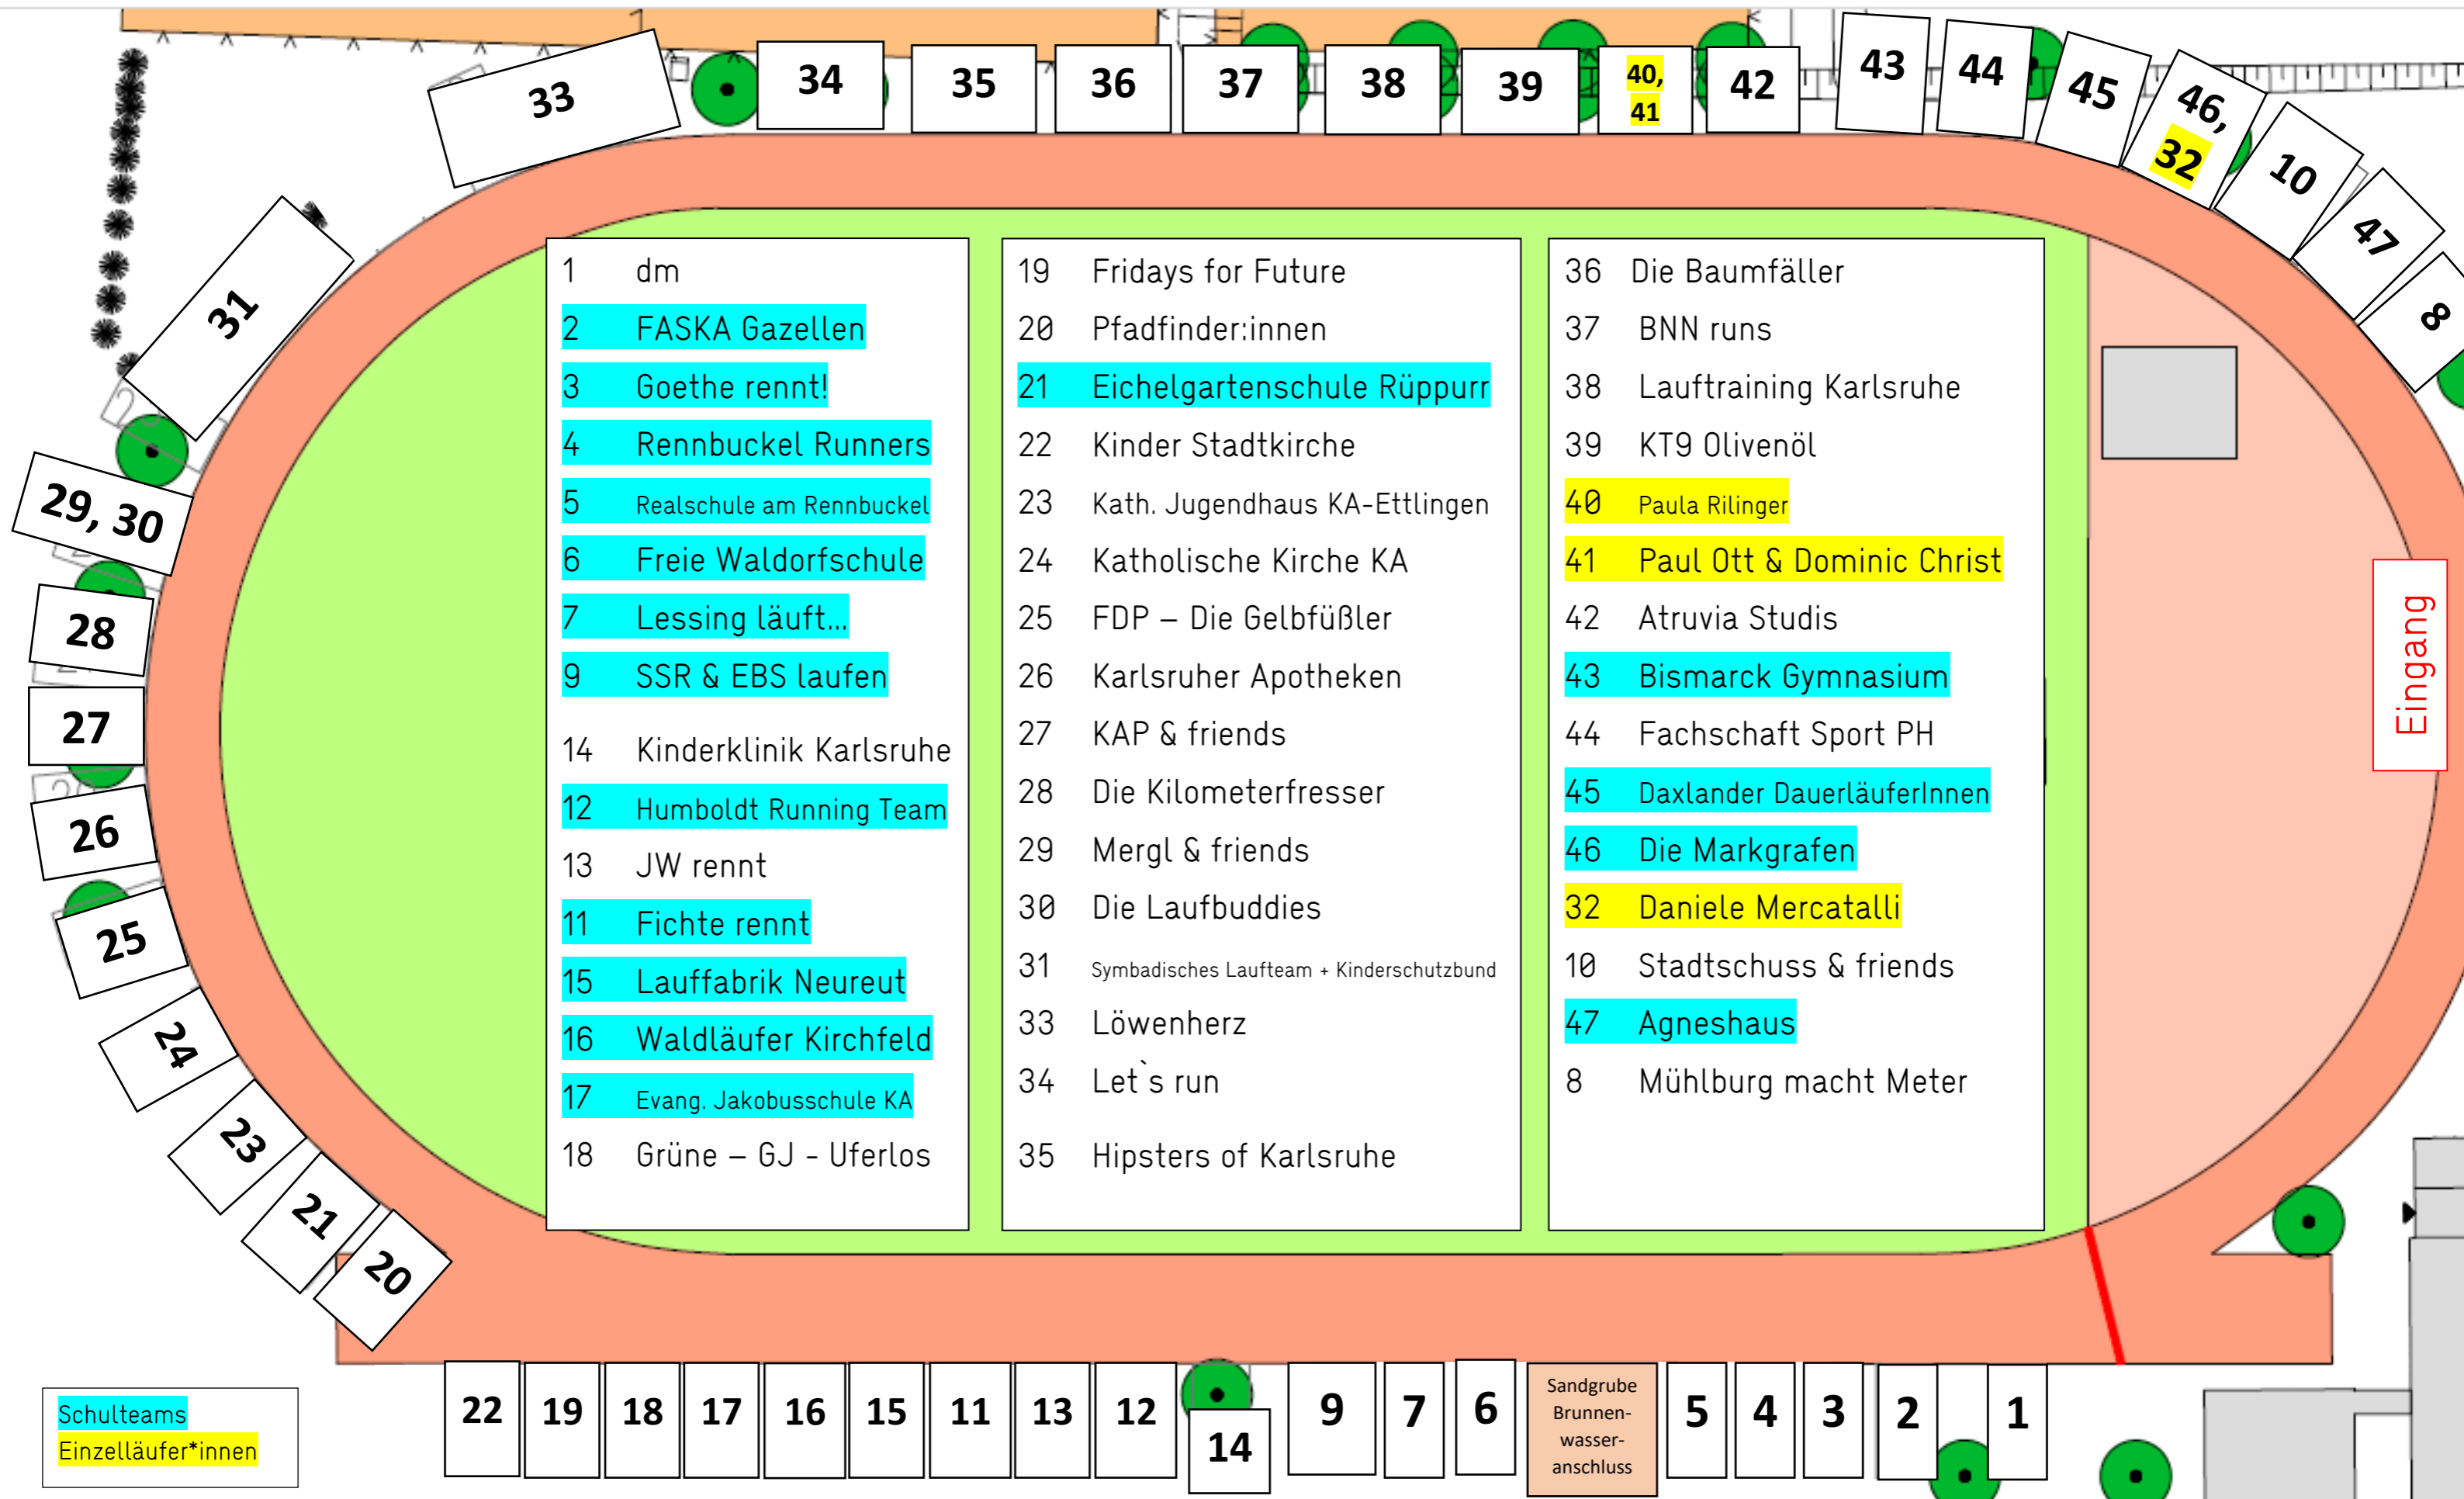 33
34
35
36
37
38
39
40,
41
42
43
44
45
46,
32
10
47
8
31
29, 30
28
27
26
25
24
23
21
20
1 dm
2 FASKA Gazellen
3 Goethe rennt!
4 Rennbuckel Runners
5 Realschule am Rennbuckel
6 Freie Waldorfschule
7 Lessing läuft...
9 SSR & EBS laufen
14 Kinderklinik Karlsruhe
12 Humboldt Running Team
13 JW rennt
11 Fichte rennt
15 Lauffabrik Neureut
16 Waldläufer Kirchfeld
17 Evang. Jakobusschule KA
18 Grüne – GJ - Uferlos
19 Fridays for Future
20 Pfadfinder:innen
21 Eichelgartenschule Rüppurr
22 Kinder Stadtkirche
23 Kath. Jugendhaus KA-Ettlingen
24 Katholische Kirche KA
25 FDP – Die Gelbfüßler
26 Karlsruher Apotheken
27 KAP & friends
28 Die Kilometerfresser
29 Mergl & friends
30 Die Laufbuddies
31 Symbadisches Laufteam + Kinderschutzbund
33 Löwenherz
34 Let`s run
35 Hipsters of Karlsruhe
36 Die Baumfäller
37 BNN runs
38 Lauftraining Karlsruhe
39 KT9 Olivenöl
40 Paula Rilinger
41 Paul Ott & Dominic Christ
42 Atruvia Studis
43 Bismarck Gymnasium
44 Fachschaft Sport PH
45 Daxlander DauerläuferInnen
46 Die Markgrafen
32 Daniele Mercatalli
10 Stadtschuss & friends
47 Agneshaus
8 Mühlburg macht Meter
Eingang
22
19
18
17
16
15
11
13
12
14
9
7
6
Sandgrube
Brunnen-
wasser-
anschluss
5
4
3
2
1
Schulteams
Einzelläufer*innen